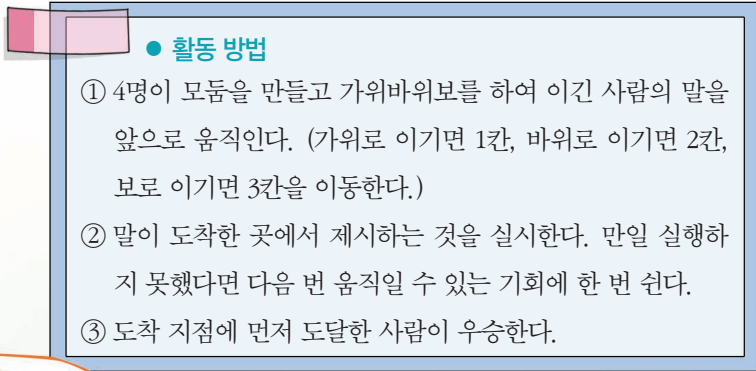 ● 활동 방법
① 4명이 모둠을 만들고 가위바위보를 하여 이긴 사람의 말을
앞으로 움직인다. (가위로 이기면 1칸, 바위로 이기면 2칸,
보로 이기면 3칸을 이동한다.)
② 말이 도착한 곳에서 제시하는 것을 실시한다. 만일 실행하
지 못했다면 다음 번 움직일 수 있는 기회에 한 번 쉰다.
③ 도착 지점에 먼저 도달한 사람이 우승한다.